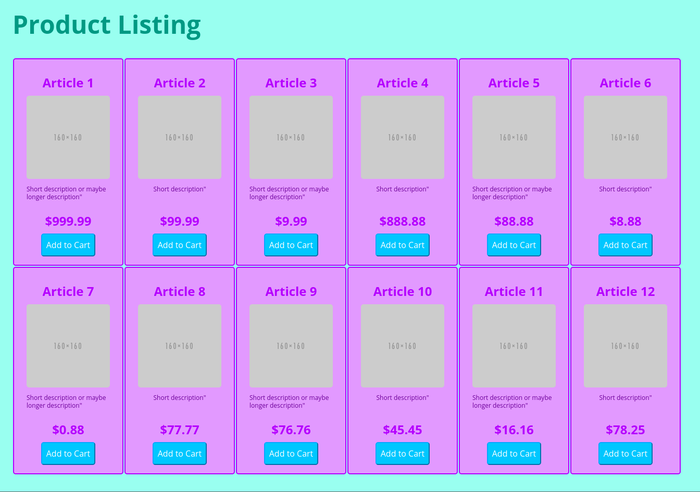 Product Listing
Article 1 Article 2 Article 3 Article 4 Article 5 Article 6
160×160 160×160 160×160 160×160 160×160 160×160
Short description or maybe Short description" Short description or maybe Short description" Short description or maybe Short description"
longer description" longer description" longer description"
$999.99 $99.99 $9.99 $888.88 $88.88 $8.88
Add to Cart Add to Cart Add to Cart Add to Cart Add to Cart Add to Cart
Article 7 Article 8 Article 9 Article 10 Article 11 Article 12
160×160 160×160 160×160 160×160 160×160 160×160
Short description or maybe Short description" Short description or maybe Short description" Short description or maybe Short description"
longer description" longer description" longer description"
$0.88 $77.77 $76.76 $45.45 $16.16 $78.25
Add to Cart Add to Cart Add to Cart Add to Cart Add to Cart Add to Cart